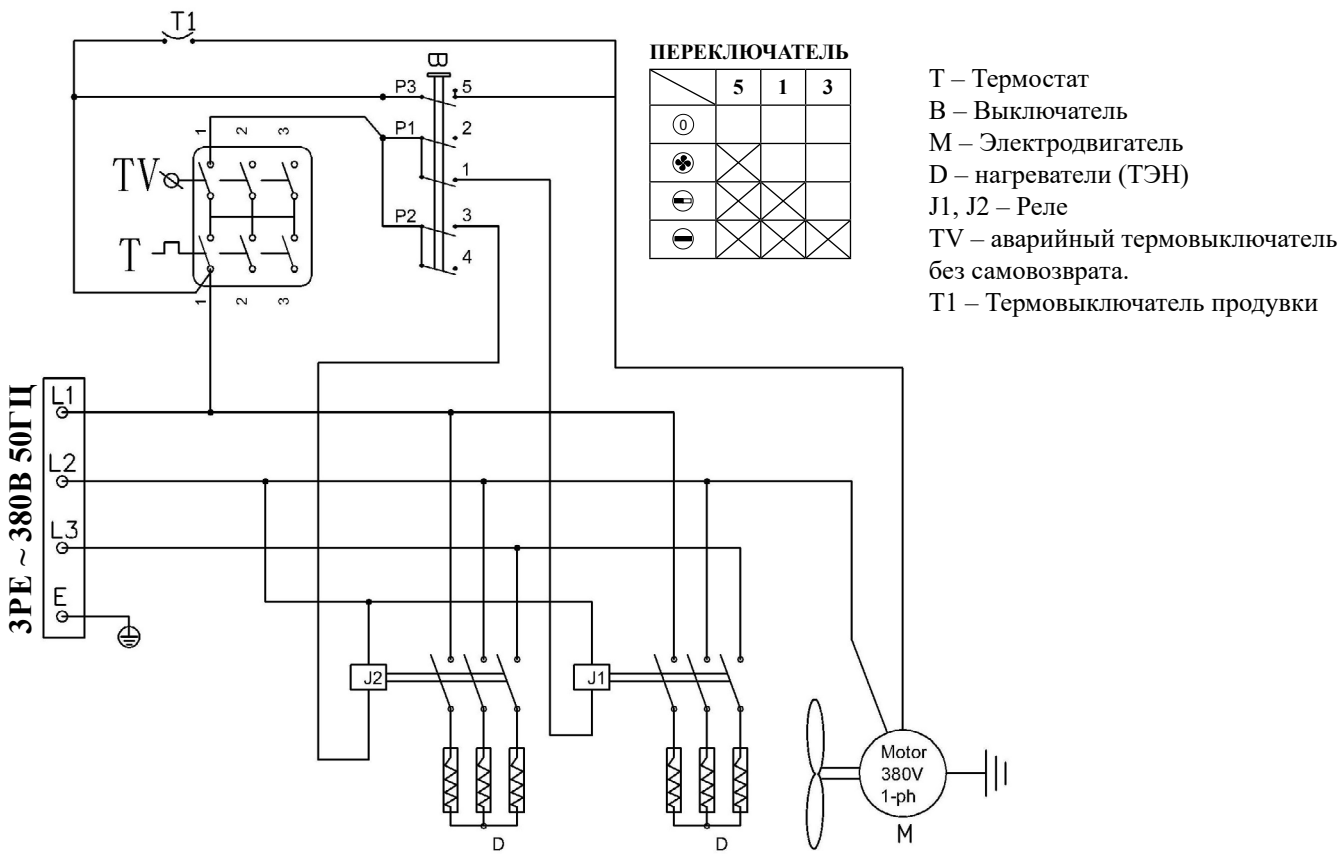 T1
B
P3
5
P1
2
1
P2
3
4
1 2 3
TV
T
1 2 3
ПЕРЕКЛЮЧАТЕЛЬ
5 1 3
0
T – Термостат
B – Выключатель
M – Электродвигатель
D – нагреватели (ТЭН)
J1, J2 – Реле
TV – аварийный термовыключатель
без самовозврата.
T1 – Термовыключатель продувки
3PE ~ 380В 50ГЦ
L1
L2
L3
E
J2
J1
D
D
Motor
380V
1-ph
M